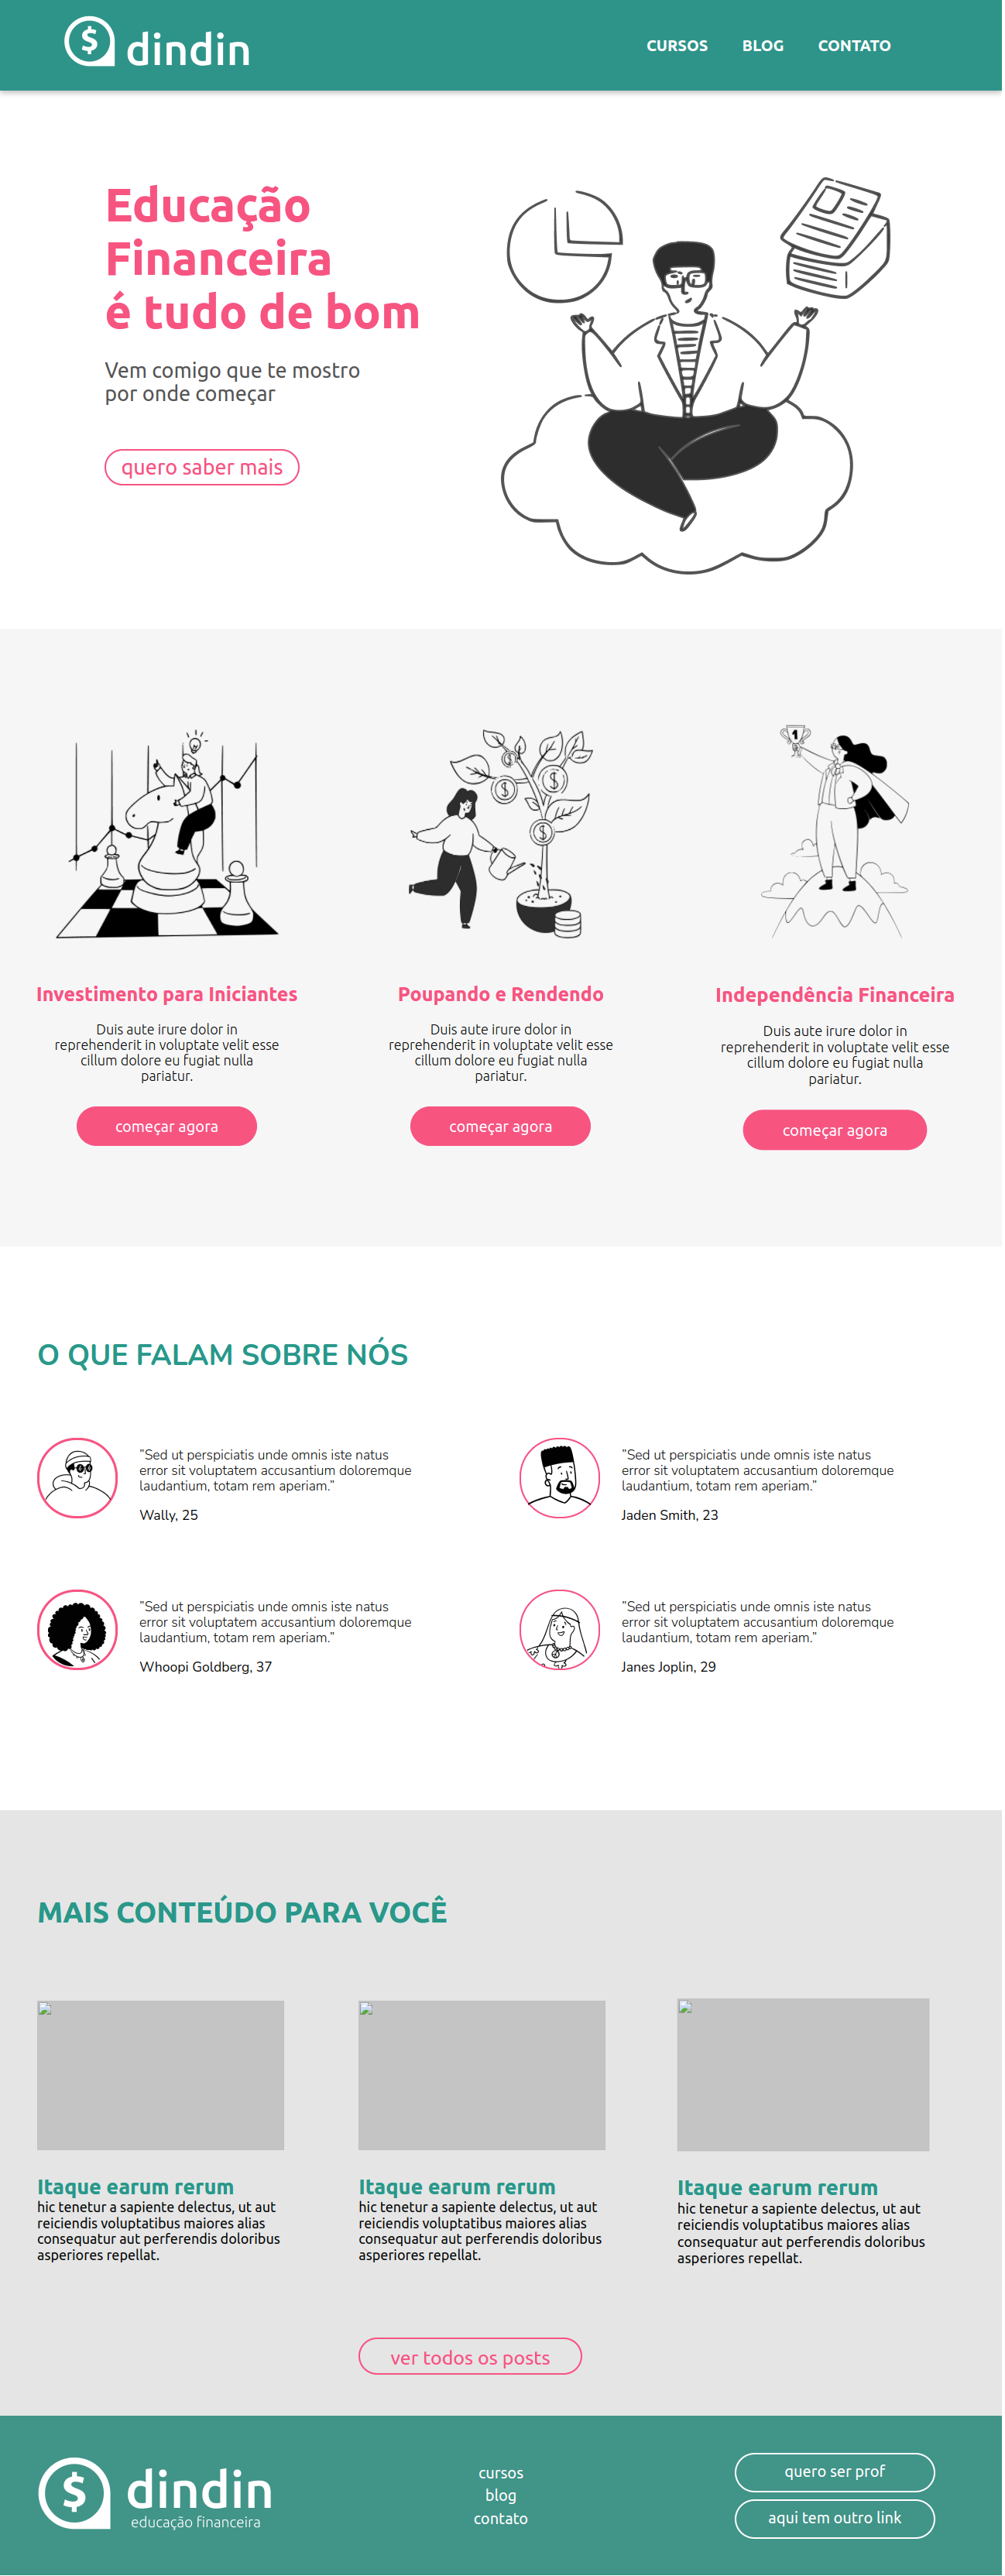 dindin
CURSOS BLOG CONTATO
Educação
Financeira
é tudo de bom
Vem comigo que te mostro
por onde começar
quero saber mais
Investimento para Iniciantes
Duis aute irure dolor in
reprehenderit in voluptate velit esse
cillum dolore eu fugiat nulla
pariatur.
começar agora
Poupando e Rendendo
Duis aute irure dolor in
reprehenderit in voluptate velit esse
cillum dolore eu fugiat nulla
pariatur.
começar agora
1
Independência Financeira
Duis aute irure dolor in
reprehenderit in voluptate velit esse
cillum dolore eu fugiat nulla
pariatur.
começar agora
O QUE FALAM SOBRE NÓS
"Sed ut perspiciatis unde omnis iste natus
error sit voluptatem accusantium doloremque
laudantium, totam rem aperiam."
Wally, 25
"Sed ut perspiciatis unde omnis iste natus
error sit voluptatem accusantium doloremque
laudantium, totam rem aperiam."
Jaden Smith, 23
"Sed ut perspiciatis unde omnis iste natus
error sit voluptatem accusantium doloremque
laudantium, totam rem aperiam."
Whoopi Goldberg, 37
"Sed ut perspiciatis unde omnis iste natus
error sit voluptatem accusantium doloremque
laudantium, totam rem aperiam."
Janes Joplin, 29
MAIS CONTEÚDO PARA VOCÊ
Itaque earum rerum
hic tenetur a sapiente delectus, ut aut
reiciendis voluptatibus maiores alias
consequatur aut perferendis doloribus
asperiores repellat.
Itaque earum rerum
hic tenetur a sapiente delectus, ut aut
reiciendis voluptatibus maiores alias
consequatur aut perferendis doloribus
asperiores repellat.
Itaque earum rerum
hic tenetur a sapiente delectus, ut aut
reiciendis voluptatibus maiores alias
consequatur aut perferendis doloribus
asperiores repellat.
ver todos os posts
dindin
educação financeira
cursos
blog
contato
quero ser prof
aqui tem outro link